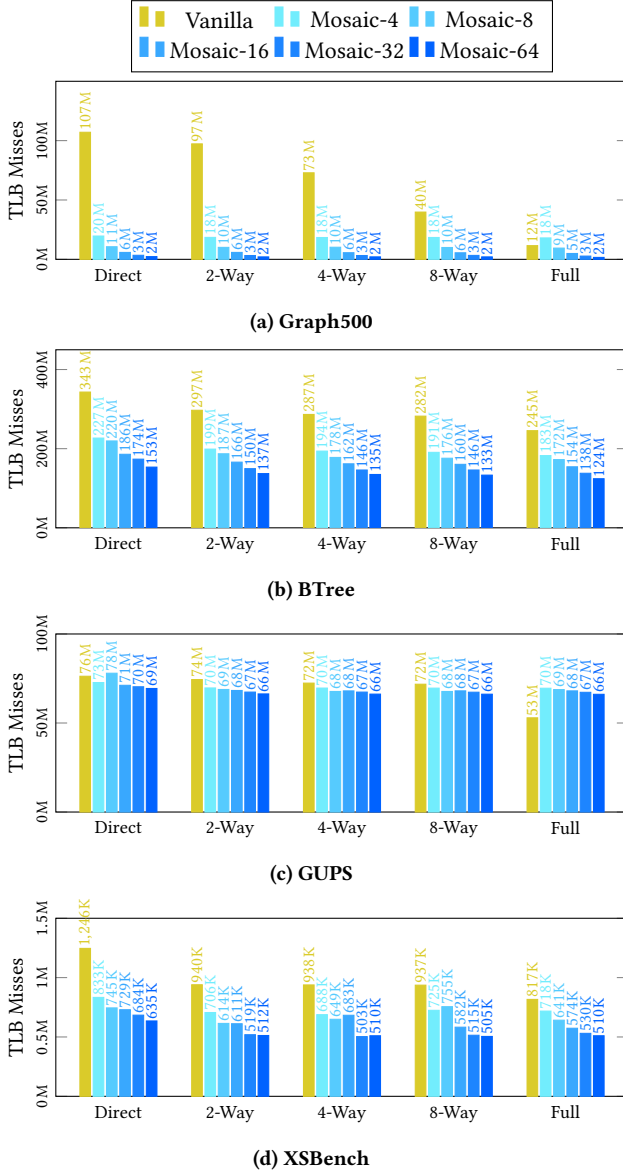 Vanilla Mosaic-4 Mosaic-8
Mosaic-16 Mosaic-32 Mosaic-64
TLB Misses
100M
50M
0M
107M 20M 11M 6M 3M 2M
97M 18M 10M 6M 3M 2M
73M 18M 10M 6M 3M 2M
40M 18M 10M 6M 3M 2M
12M 18M 9M 5M 3M 2M
Direct 2-Way 4-Way 8-Way Full
(a) Graph500
TLB Misses
400M
200M
0M
343M 227M 220M 186M 174M 153M
297M 199M 187M 166M 150M 137M
287M 194M 178M 162M 146M 135M
282M 191M 176M 160M 146M 133M
245M 183M 172M 154M 138M 124M
Direct 2-Way 4-Way 8-Way Full
(b) BTree
TLB Misses
100M
50M
0M
76M 73M 78M 71M 70M 69M
74M 70M 69M 68M 67M 66M
72M 70M 68M 68M 67M 66M
72M 70M 68M 68M 67M 66M
53M 70M 69M 68M 67M 66M
Direct 2-Way 4-Way 8-Way Full
(c) GUPS
TLB Misses
1.5M
1M
0.5M
0M
1,246K 833K 745K 729K 684K 635K
940K 706K 614K 611K 519K 512K
938K 688K 649K 683K 503K 510K
937K 725K 755K 582K 515K 505K
817K 718K 641K 574K 530K 510K
Direct 2-Way 4-Way 8-Way Full
(d) XSBench